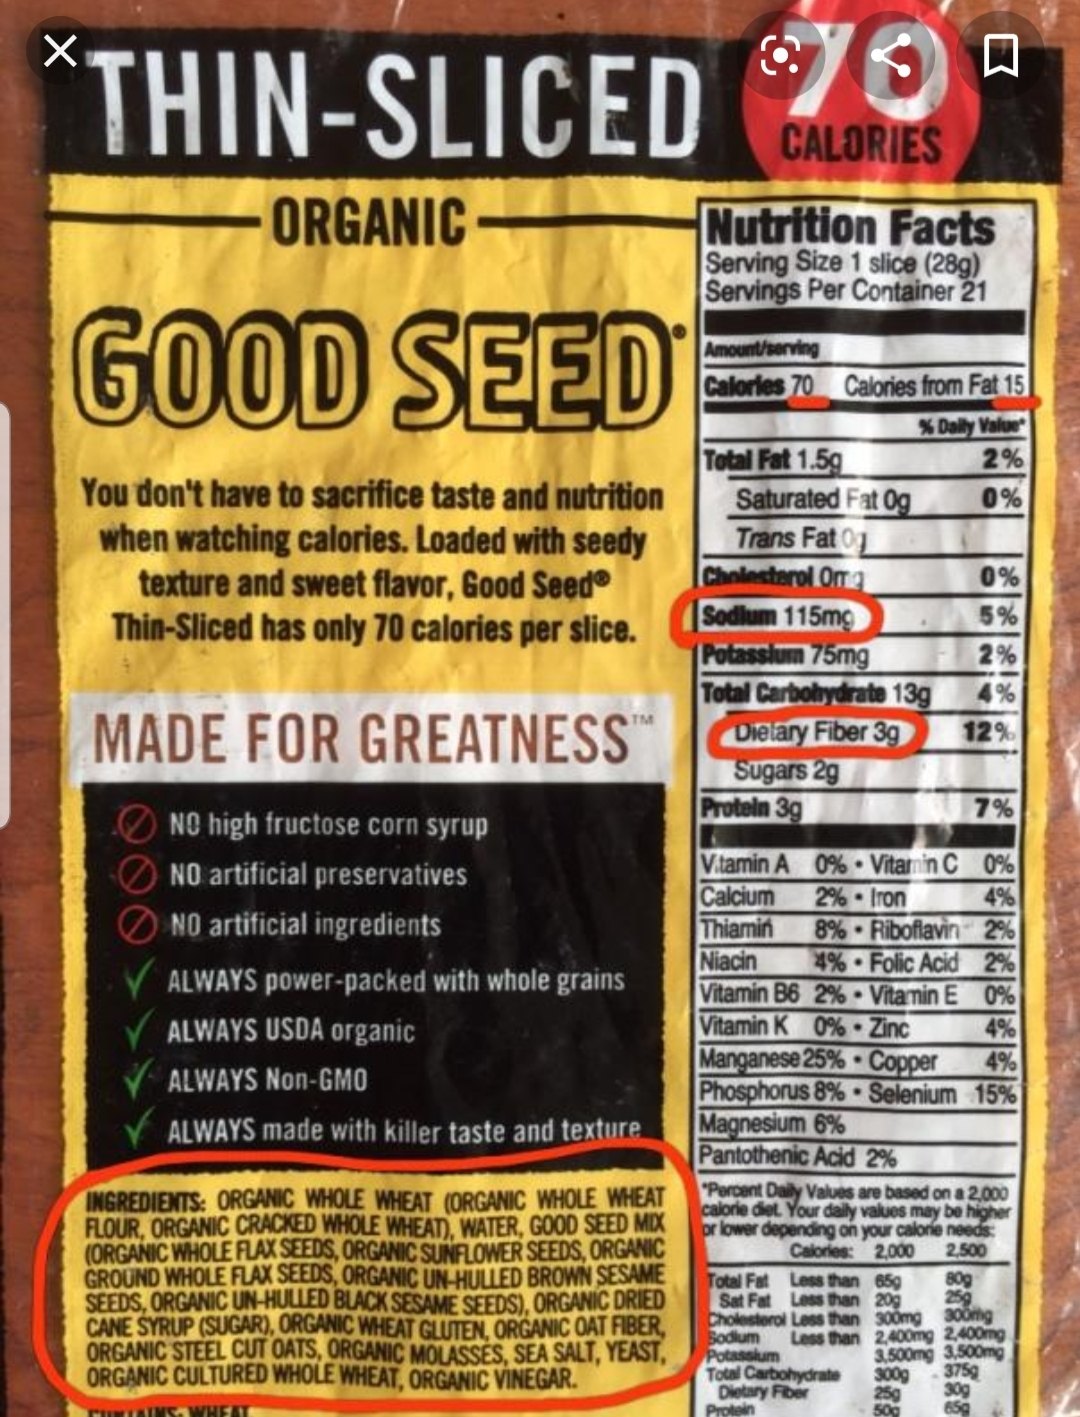 THIN-SLICED
70
CALORIES
ORGANIC
GOOD SEED®
You don't have to sacrifice taste and nutrition
when watching calories. Loaded with seedy
texture and sweet flavor, Good Seed®
Thin-Sliced has only 70 calories per slice.
MADE FOR GREATNESS™
NO high fructose corn syrup
NO artificial preservatives
NO artificial ingredients
ALWAYS power-packed with whole grains
ALWAYS USDA organic
ALWAYS Non-GMO
ALWAYS made with killer taste and texture
INGREDIENTS: ORGANIC WHOLE WHEAT (ORGANIC WHOLE WHEAT
FLOUR, ORGANIC CRACKED WHOLE WHEAT), WATER, GOOD SEED MIX
(ORGANIC WHOLE FLAX SEEDS, ORGANIC SUNFLOWER SEEDS, ORGANIC
GROUND WHOLE FLAX SEEDS, ORGANIC UN-HULLED BROWN SESAME
SEEDS, ORGANIC UN-HULLED BLACK SESAME SEEDS), ORGANIC DRIED
CANE SYRUP (SUGAR), ORGANIC WHEAT GLUTEN, ORGANIC OAT FIBER,
ORGANIC STEEL CUT OATS, ORGANIC MOLASSES, SEA SALT, YEAST,
ORGANIC CULTURED WHOLE WHEAT, ORGANIC VINEGAR.
CONTAINS: WHEAT
Nutrition Facts
Serving Size 1 slice (28g)
Servings Per Container 21
Amount/serving
Calories 70 Calories from Fat 15
% Daily Value*
Total Fat 1.5g 2%
Saturated Fat 0g 0%
Trans Fat 0g
Cholesterol 0mg 0%
Sodium 115mg 5%
Potassium 75mg 2%
Total Carbohydrate 13g 4%
Dietary Fiber 3g 12%
Sugars 2g
Protein 3g 7%
Vitamin A 0% • Vitamin C 0%
Calcium 2% • Iron 4%
Thiamin 8% • Riboflavin 2%
Niacin 4% • Folic Acid 2%
Vitamin B6 2% • Vitamin E 0%
Vitamin K 0% • Zinc 4%
Manganese 25% • Copper 4%
Phosphorus 8% • Selenium 15%
Magnesium 6%
Pantothenic Acid 2%
*Percent Daily Values are based on a 2,000
calorie diet. Your daily values may be higher
or lower depending on your calorie needs:
Calories: 2,000 2,500
Total Fat Less than 65g 80g
Sat Fat Less than 20g 25g
Cholesterol Less than 300mg 300mg
Sodium Less than 2,400mg 2,400mg
Potassium 3,500mg 3,500mg
Total Carbohydrate 300g 375g
Dietary Fiber 25g 30g
Protein 50g 65g